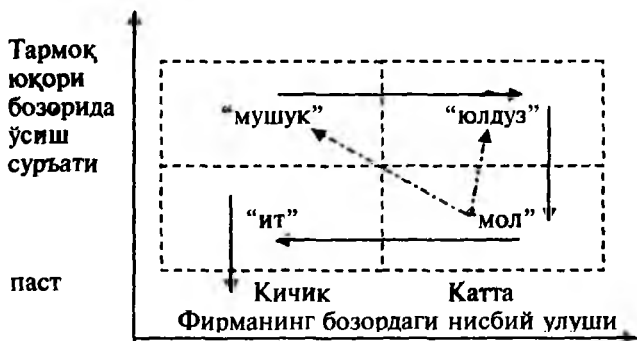 Тармоқ
юқори
бозорида
ўсиш
суръати
“мушук” “юлдуз”
“ит” мол”
паст
Кичик Катта
Фирманинг бозордаги нисбий улуши